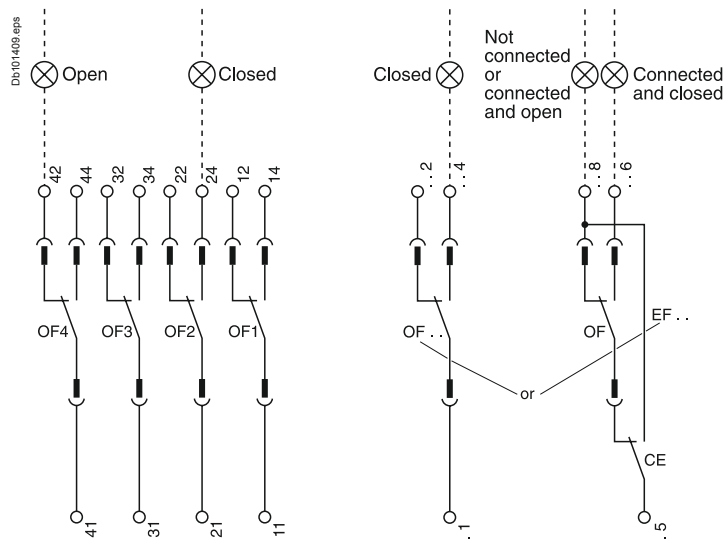 Db101409.eps
Open
Closed
Closed
Not
connected
or
connected
and open
Connected
and closed
42
44
32
34
22
24
12
14
. . 2
. . 4
. . 8
. . 6
OF4
OF3
OF2
OF1
OF . .
OF
EF . .
or
CE
41
31
21
11
. 1
. 5